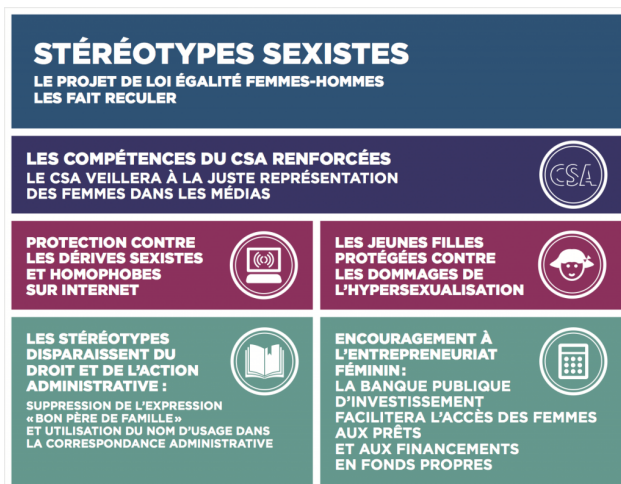 STÉRÉOTYPES SEXISTES
LE PROJET DE LOI ÉGALITÉ FEMMES-HOMMES
LES FAIT RECULER
LES COMPÉTENCES DU CSA RENFORCÉES
LE CSA VEILLERA À LA JUSTE REPRÉSENTATION
DES FEMMES DANS LES MÉDIAS
CSA
PROTECTION CONTRE
LES DÉRIVES SEXISTES
ET HOMOPHOBES
SUR INTERNET
LES JEUNES FILLES
PROTÉGÉES CONTRE
LES DOMMAGES DE
L'HYPERSEXUALISATION
LES STÉRÉOTYPES
DISPARAISSENT DU
DROIT ET DE L'ACTION
ADMINISTRATIVE :
SUPPRESSION DE L'EXPRESSION
«BON PÈRE DE FAMILLE»
ET UTILISATION DU NOM D'USAGE DANS
LA CORRESPONDANCE ADMINISTRATIVE
ENCOURAGEMENT À
L'ENTREPRENEURIAT
FÉMININ:
LA BANQUE PUBLIQUE
D'INVESTISSEMENT
FACILITERA L'ACCÈS DES FEMMES
AUX PRÊTS
ET AUX FINANCEMENTS
EN FONDS PROPRES